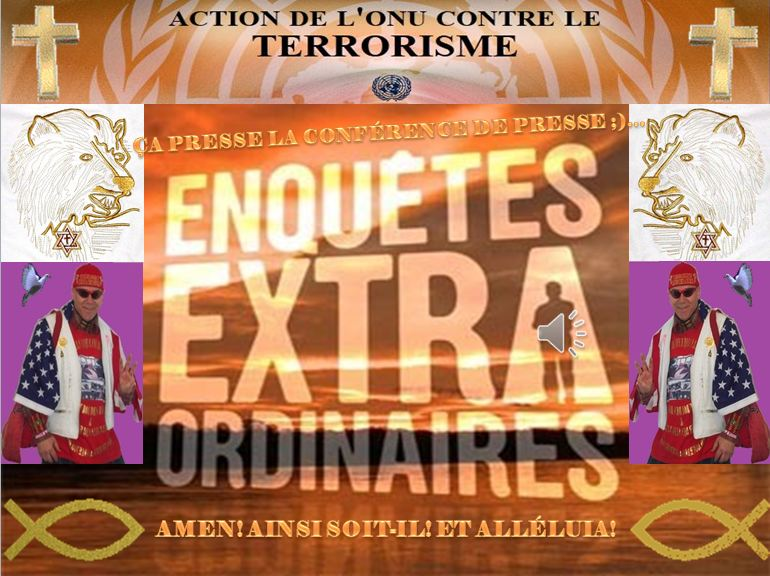 ACTION DE L'ONU CONTRE LE
TERRORISME
ÇA PRESSE LA CONFÉRENCE DE PRESSE ;)...
ENQUÊTES
EXTRA
ORDINAIRES
AMEN! AINSI SOIT-IL! ET ALLÉLUIA!